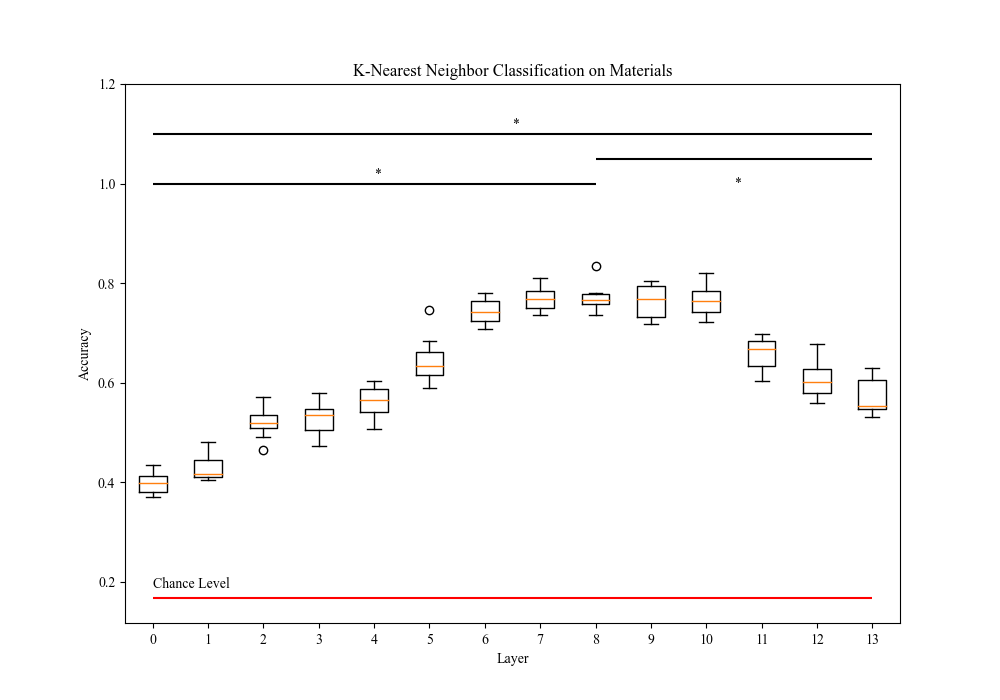 K-Nearest Neighbor Classification on Materials
1.2
*
*
*
1.0
0.8
Accuracy
0.6
0.4
0.2
Chance Level
0 1 2 3 4 5 6 7 8 9 10 11 12 13
Layer